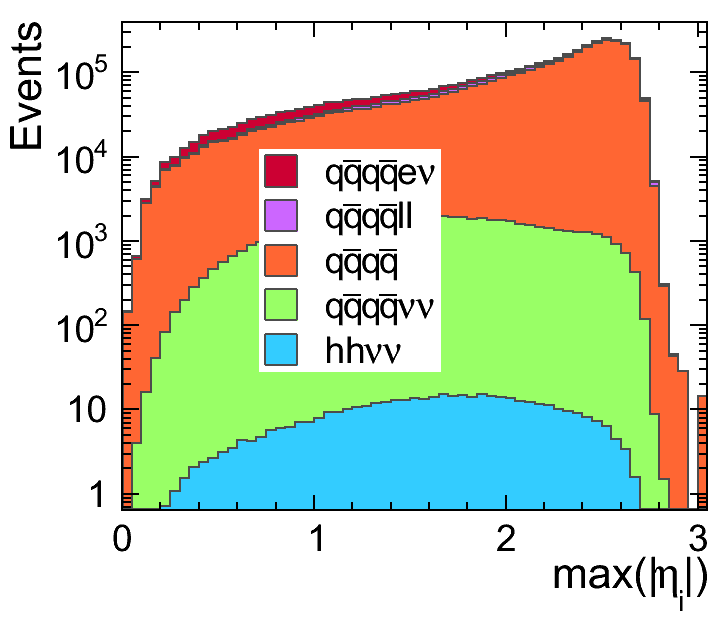 Events
10⁵
10⁴
10³
10²
10
1
qq̅qq̅eν
qq̅qq̅ll
qq̅qq̅
qq̅qq̅νν
hhνν
0 1 2 3
max(|ηᵢ|)